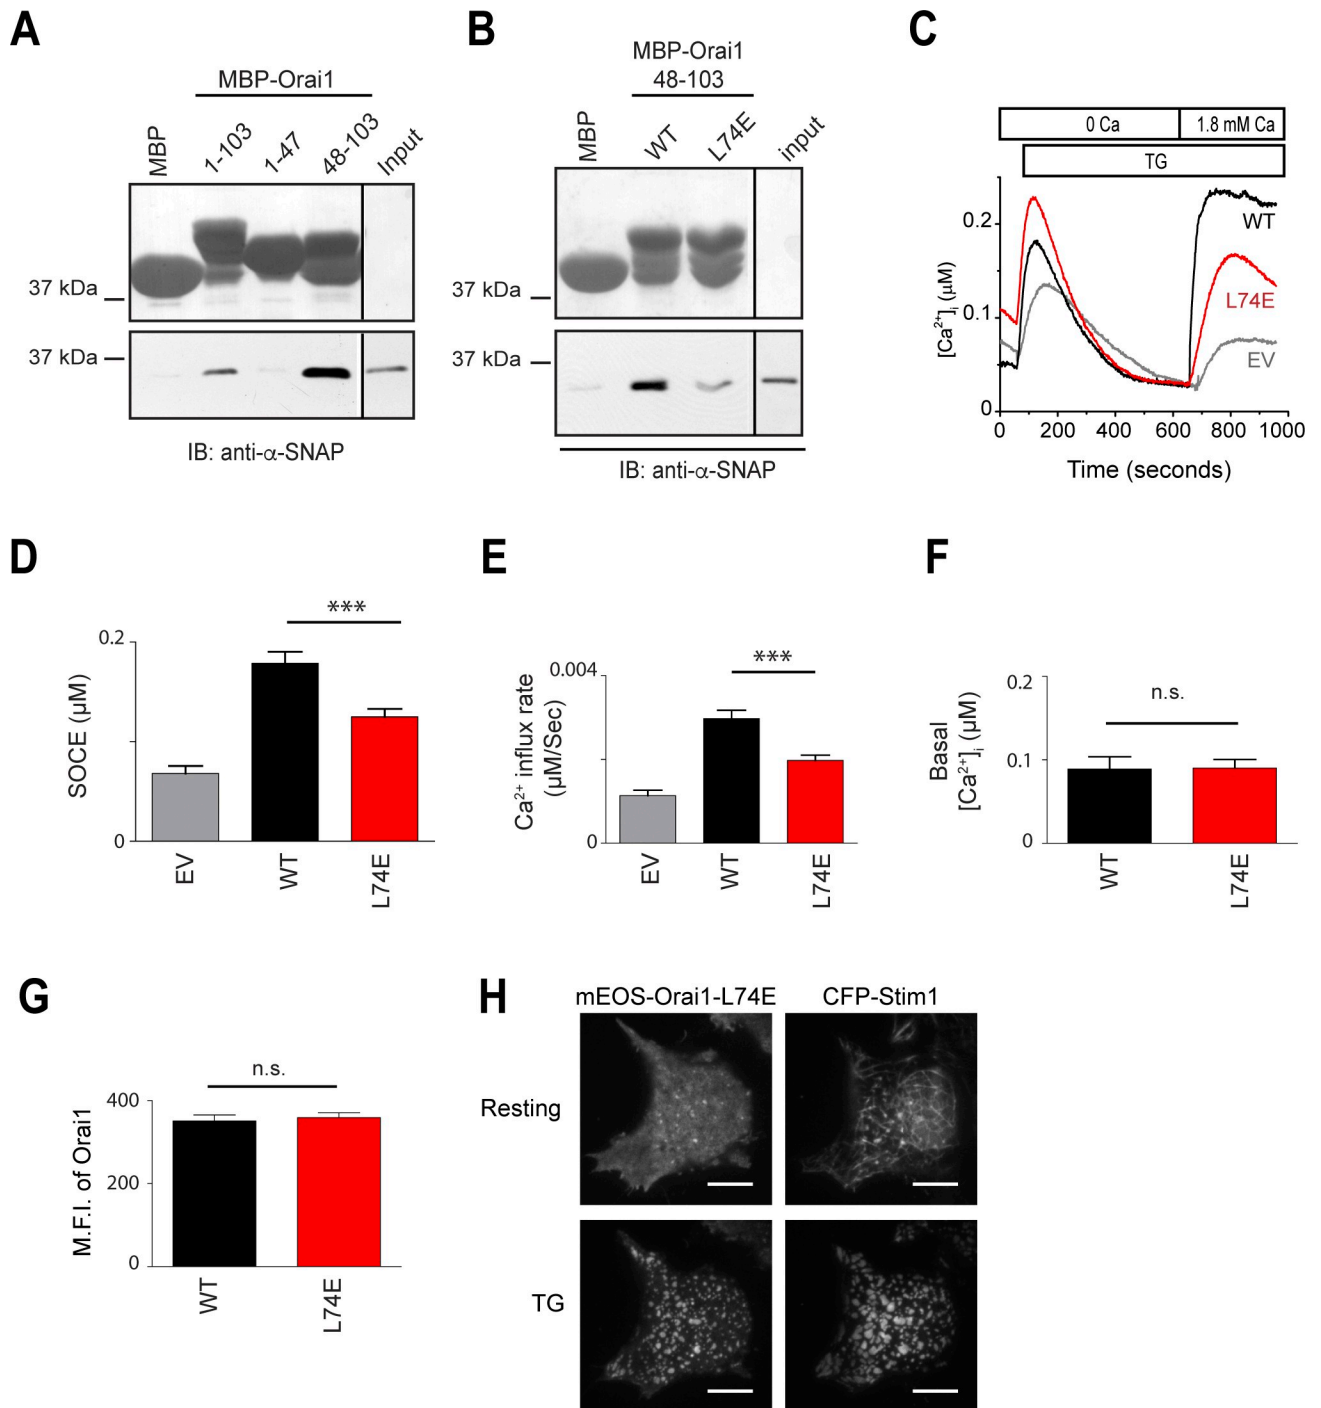 A
MBP-Orai1
MBP
1-103
1-47
48-103
Input
37 kDa
37 kDa
IB: anti-α-SNAP
B
MBP-Orai1
48-103
MBP
WT
L74E
input
37 kDa
37 kDa
IB: anti-α-SNAP
C
0 Ca
1.8 mM Ca
TG
[Ca²⁺]ᵢ (μM)
0.2
0.1
0
WT
L74E
EV
0
200
400
600
800
1000
Time (seconds)
D
***
SOCE (μM)
0.2
0
EV
WT
L74E
E
***
Ca²⁺ influx rate
(μM/Sec)
0.004
0
EV
WT
L74E
F
n.s.
Basal
[Ca²⁺]ᵢ (μM)
0.2
0.1
0
WT
L74E
G
n.s.
M.F.I. of Orai1
400
200
0
WT
L74E
H
mEOS-Orai1-L74E
CFP-Stim1
Resting
TG